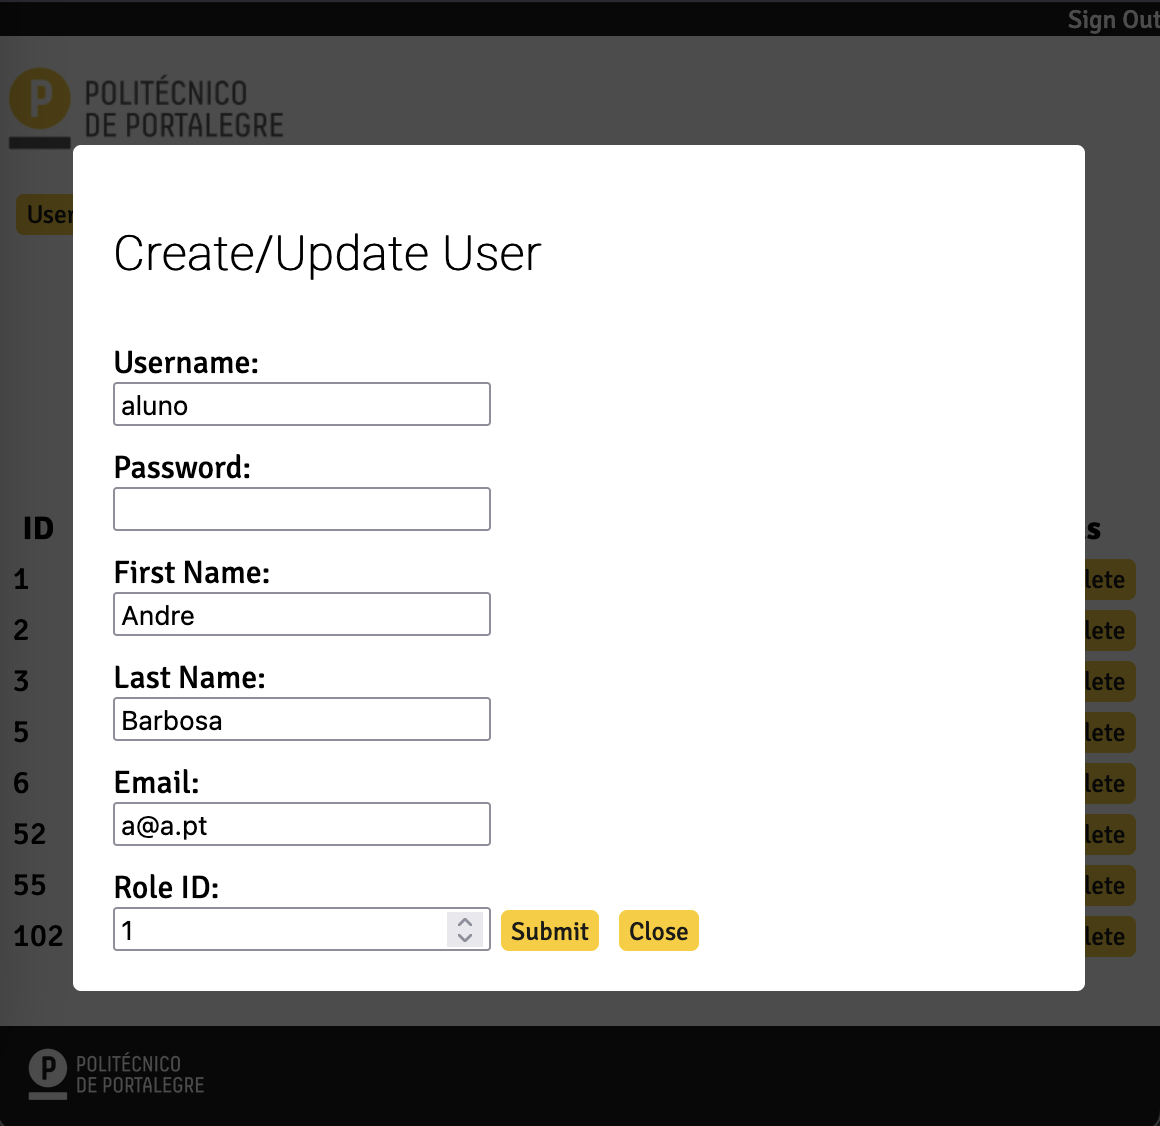 Sign Out
P POLITÉCNICO
DE PORTALEGRE
User
Create/Update User
Username:
aluno
Password:
First Name:
Andre
Last Name:
Barbosa
Email:
a@a.pt
Role ID:
1 Submit Close
ID s
1 lete
2 lete
3 lete
5 lete
6 lete
52 lete
55 lete
102 lete
P POLITÉCNICO
DE PORTALEGRE